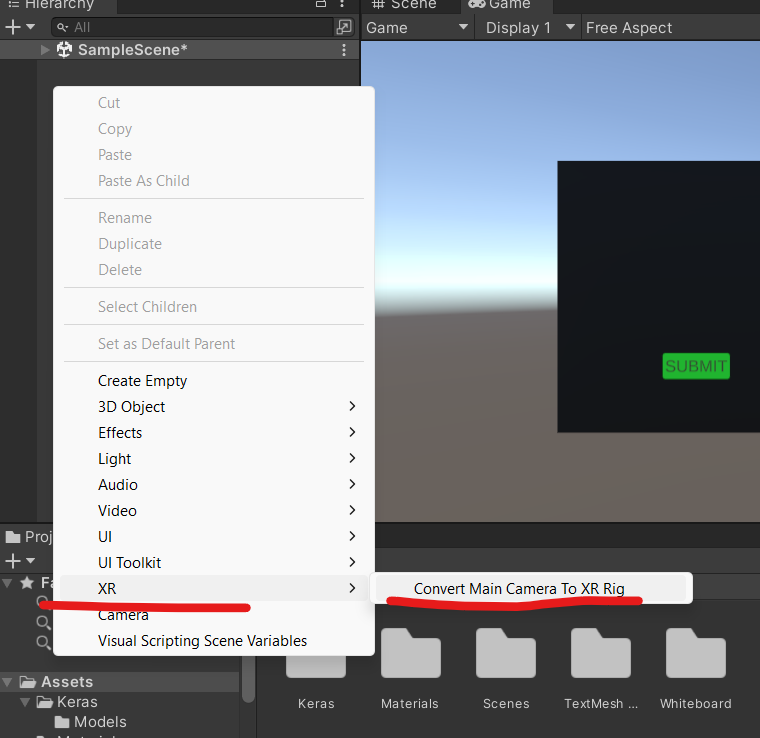 Hierarchy
Scene
Game
All
Game
Display 1
Free Aspect
SampleScene*
Cut
Copy
Paste
Paste As Child
Rename
Duplicate
Delete
Select Children
Set as Default Parent
Create Empty
3D Object
Effects
Light
Audio
Video
UI
UI Toolkit
XR
Camera
Visual Scripting Scene Variables
Convert Main Camera To XR Rig
SUBMIT
Proj
Fa
Assets
Keras
Models
Keras
Materials
Scenes
TextMesh ...
Whiteboard